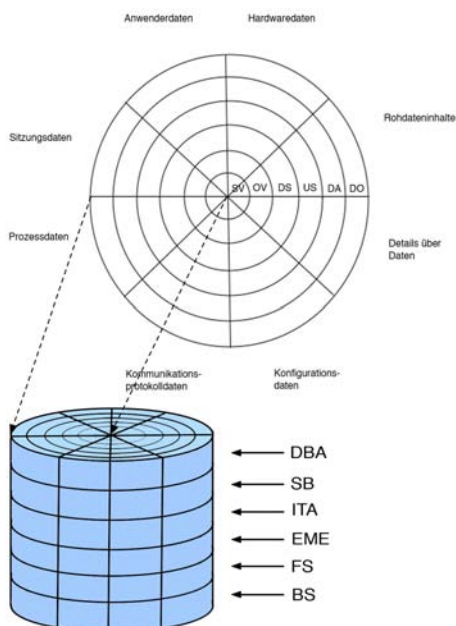 Anwenderdaten
Hardwaredaten
Sitzungsdaten
Rohdateninhalte
SV OV DS US DA DO
Prozessdaten
Details über
Daten
Kommunikations-
protokolldaten
Konfigurations-
daten
DBA
SB
ITA
EME
FS
BS